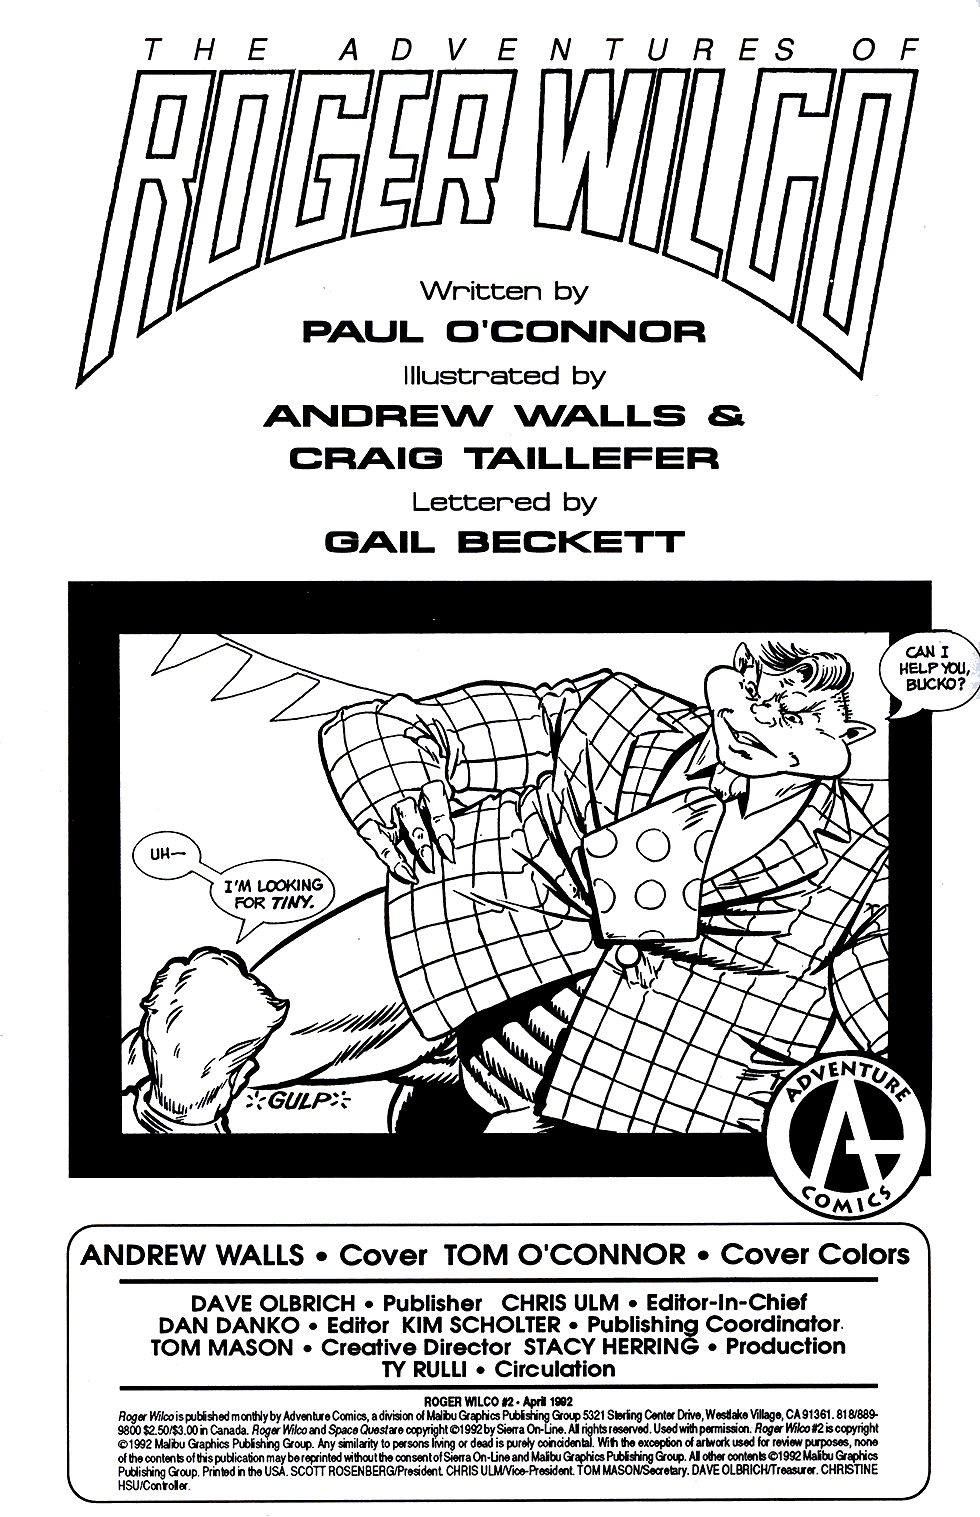 THE ADVENTURES OF
ROGER WILCO
Written by
PAUL O'CONNOR
Illustrated by
ANDREW WALLS &
CRAIG TAILLEFER
Lettered by
GAIL BECKETT
CAN I
HELP YOU,
BUCKO?
UH—
I'M LOOKING
FOR TINY.
GULP
ADVENTURE
A
COMICS
ANDREW WALLS • Cover TOM O'CONNOR • Cover Colors
DAVE OLBRICH • Publisher CHRIS ULM • Editor-In-Chief
DAN DANKO • Editor KIM SCHOLTER • Publishing Coordinator
TOM MASON • Creative Director STACY HERRING • Production
TY RULLI • Circulation
ROGER WILCO #2 • April 1992
Roger Wilco is published monthly by Adventure Comics, a division of Malibu Graphics Publishing Group 5321 Sterling Center Drive, Westlake Village, CA 91361. 818/889-
9800 $2.50/$3.00 in Canada. Roger Wilco and Space Quest are copyright ©1992 by Sierra On-Line. All rights reserved. Used with permission. Roger Wilco #2 is copyright
©1992 Malibu Graphics Publishing Group. Any similarity to persons living or dead is purely coincidental. With the exception of artwork used for review purposes, none
of the contents of this publication may be reprinted without the consent of Sierra On-Line and Malibu Graphics Publishing Group. All other contents ©1992 Malibu Graphics
Publishing Group. Printed in the USA. SCOTT ROSENBERG/President. CHRIS ULM/Vice-President. TOM MASON/Secretary. DAVE OLBRICH/Treasurer. CHRISTINE
HSU/Controller.